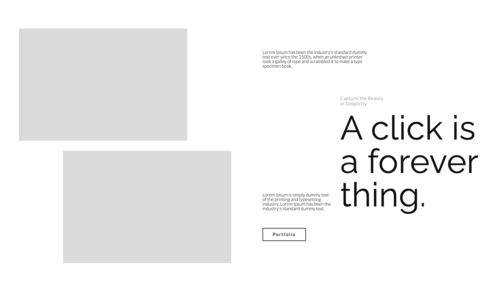 Lorem Ipsum has been the industry's standard dummy
text ever since the 1500s, when an unknown printer
took a galley of type and scrambled it to make a type
specimen book.
Capture the Beauty
in Simplicity
A click is
a forever
thing.
Lorem Ipsum is simply dummy text
of the printing and typesetting
industry. Lorem Ipsum has been the
industry's standard dummy text.
Portfolio